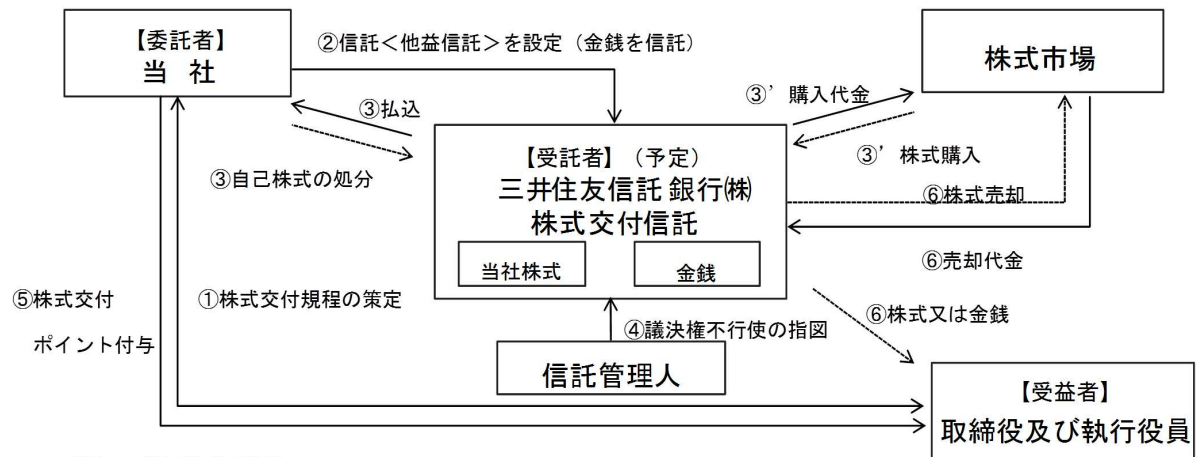 【委託者】
当 社
②信託<他益信託>を設定（金銭を信託）
株式市場
③払込
③’購入代金
③自己株式の処分
【受託者】（予定）
三井住友信託銀行㈱
株式交付信託
当社株式
金銭
③’株式購入
⑥株式売却
⑥売却代金
⑤株式交付
ポイント付与
①株式交付規程の策定
④議決権不行使の指図
⑥株式又は金銭
信託管理人
【受益者】
取締役及び執行役員